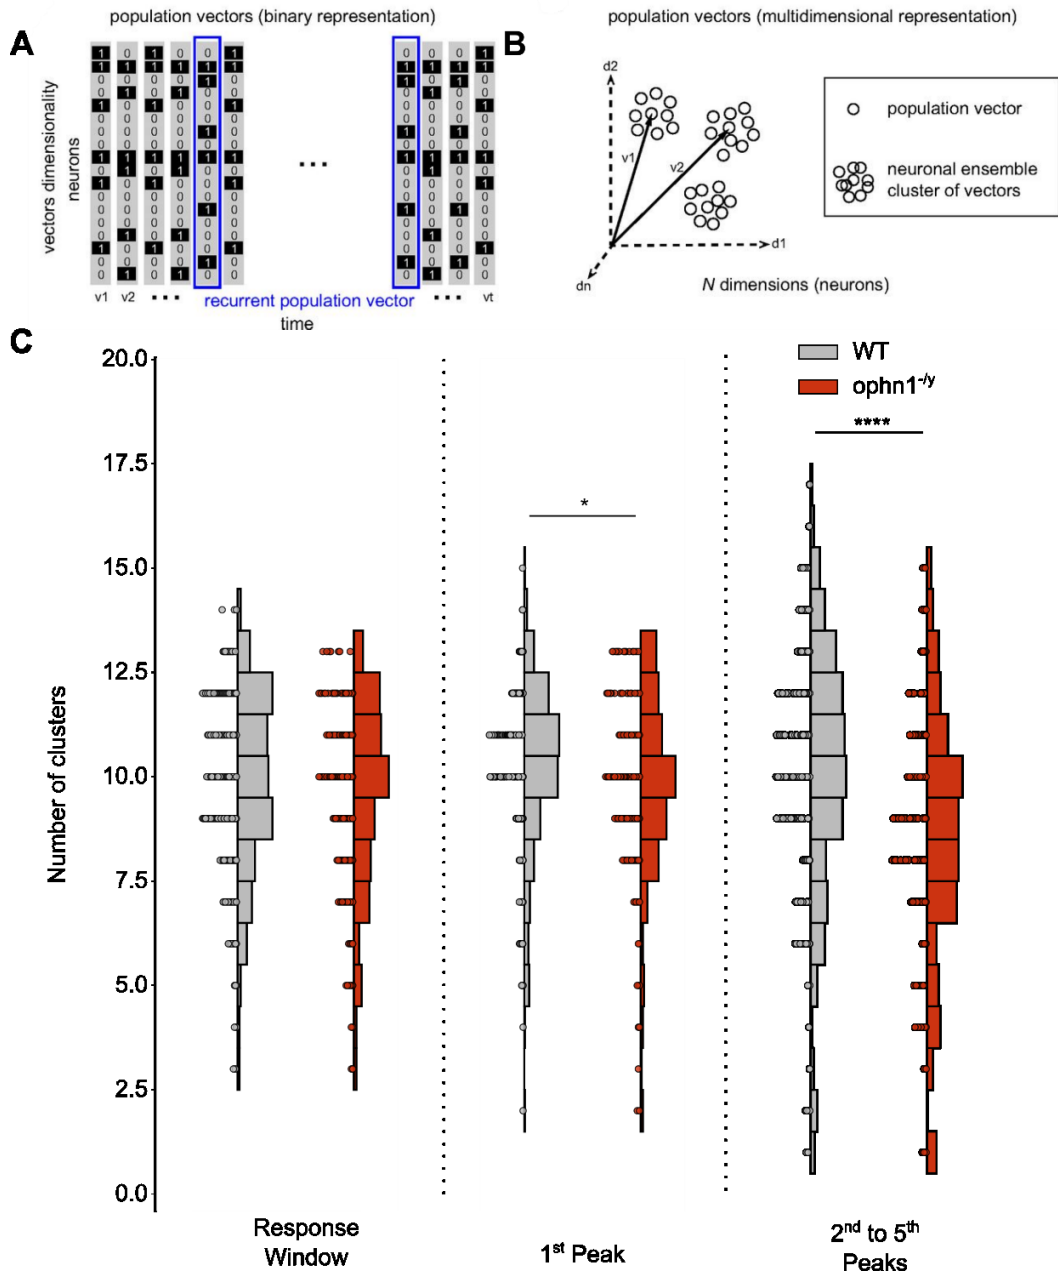 population vectors (binary representation)
A
vectors dimensionality
neurons
v1 v2 ... recurrent population vector ... vt
time
population vectors (multidimensional representation)
B
d2
v1
v2
d1
dn
N dimensions (neurons)
population vector
neuronal ensemble
cluster of vectors
C
WT
ophn1-/y
*
****
Number of clusters
20.0
17.5
15.0
12.5
10.0
7.5
5.0
2.5
0.0
Response
Window
1st Peak
2nd to 5th
Peaks